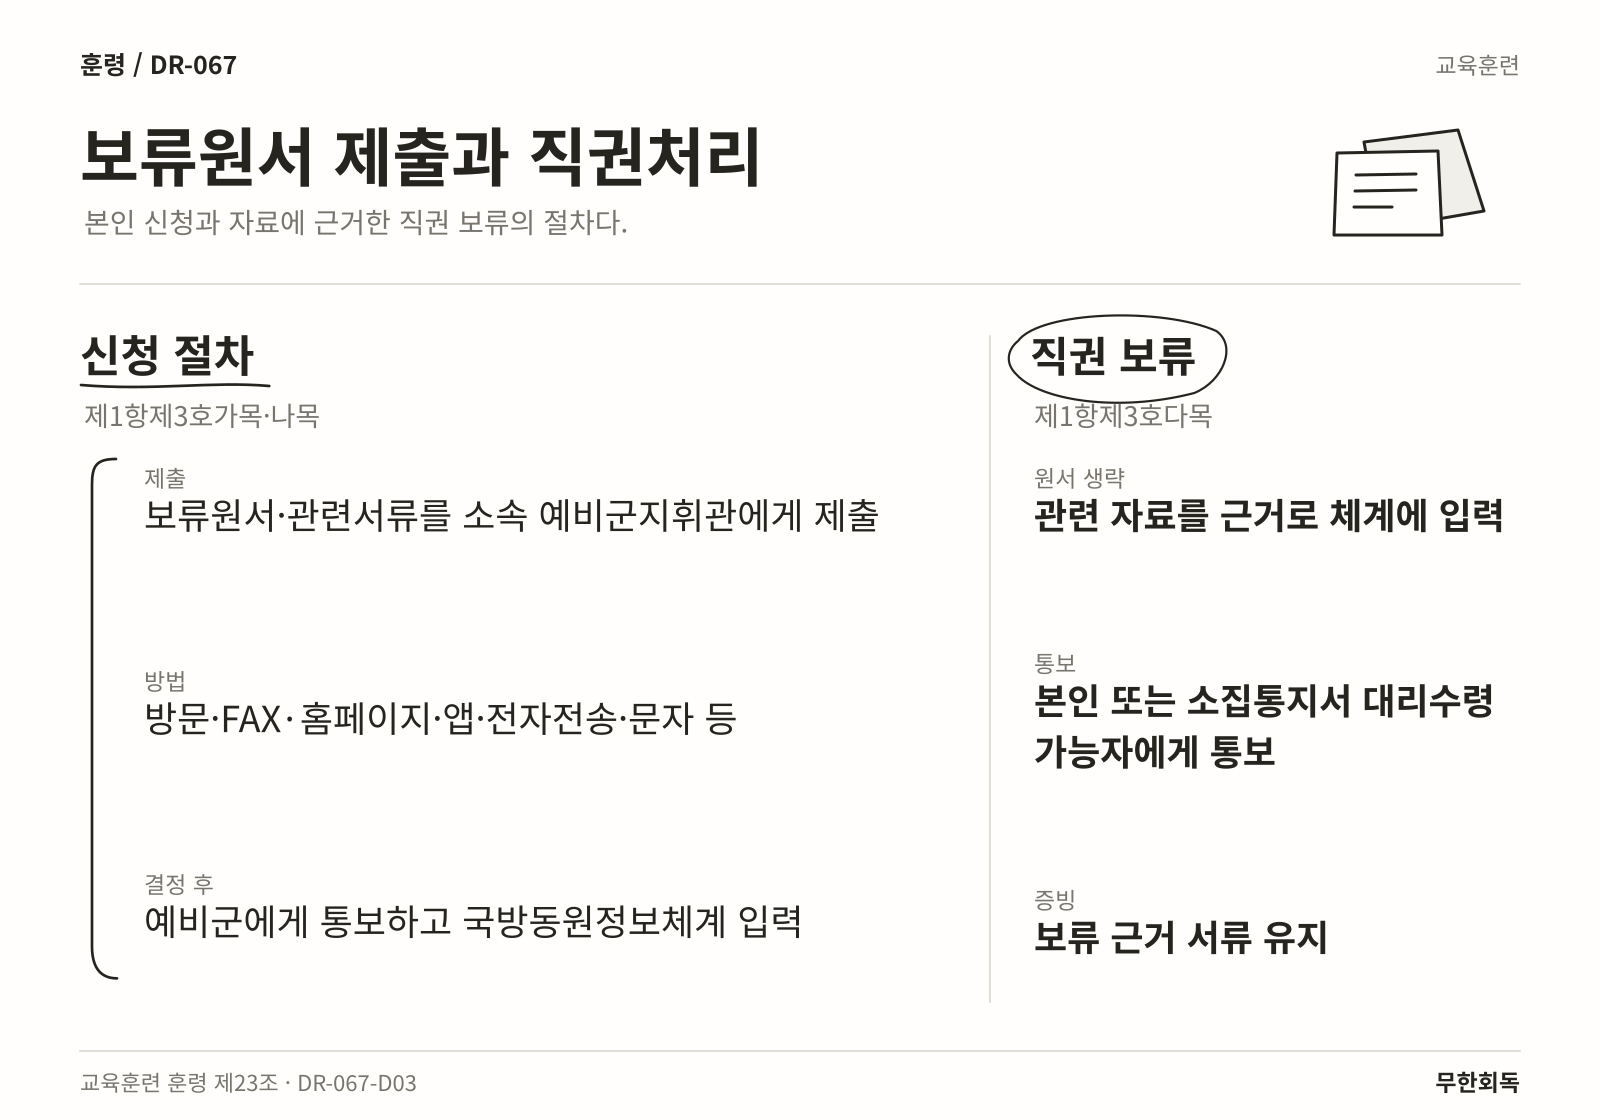 훈령 / DR-067
교육훈련
보류원서 제출과 직권처리
본인 신청과 자료에 근거한 직권 보류의 절차다.
신청 절차
제1항제3호가목·나목
제출
보류원서·관련서류를 소속 예비군지휘관에게 제출
방법
방문·FAX·홈페이지·앱·전자전송·문자 등
결정 후
예비군에게 통보하고 국방동원정보체계 입력
직권 보류
제1항제3호다목
원서 생략
관련 자료를 근거로 체계에 입력
통보
본인 또는 소집통지서 대리수령
가능자에게 통보
증빙
보류 근거 서류 유지
교육훈련 훈령 제23조 · DR-067-D03
무한회독